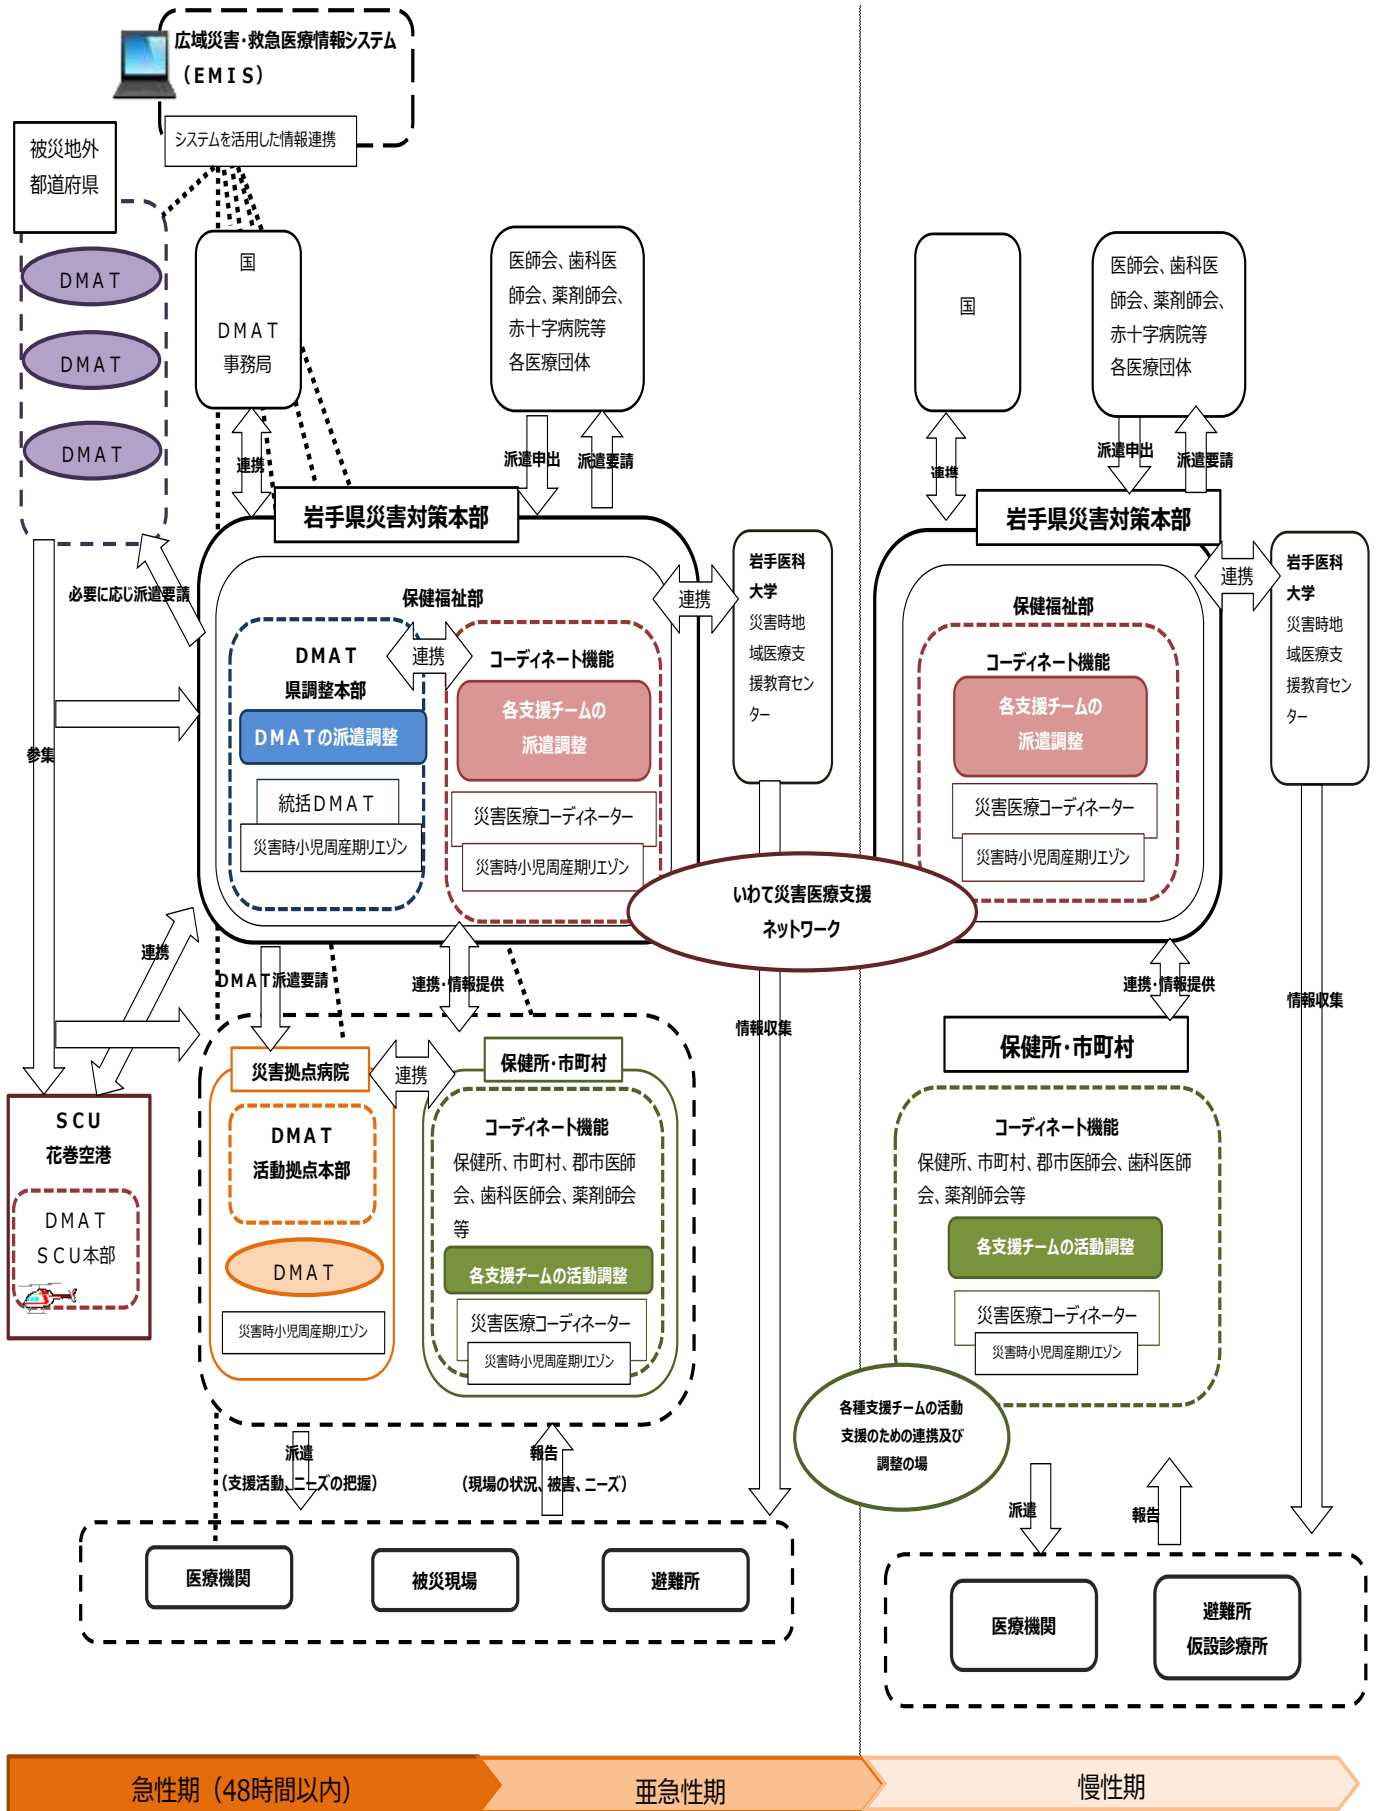 広域災害・救急医療情報システム
（ＥＭＩＳ）
システムを活用した情報連携
被災地外
都道府県
ＤＭＡＴ
ＤＭＡＴ
ＤＭＡＴ
国
ＤＭＡＴ
事務局
医師会、歯科医
師会、薬剤師会、
赤十字病院等
各医療団体
連携
派遣申出
派遣要請
岩手県災害対策本部
必要に応じ派遣要請
保健福祉部
ＤＭＡＴ
県調整本部
連携
コーディネート機能
ＤＭＡＴの派遣調整
各支援チームの
派遣調整
統括ＤＭＡＴ
災害時小児周産期リエゾン
災害医療コーディネーター
災害時小児周産期リエゾン
連携
岩手医科
大学
災害時地
域医療支
援教育セン
ター
参集
連携
いわて災害医療支援
ネットワーク
ＤＭＡＴ派遣要請
連携・情報提供
情報収集
災害拠点病院
連携
保健所・市町村
ＳＣＵ
花巻空港
ＤＭＡＴ
ＳＣＵ本部
ＤＭＡＴ
活動拠点本部
ＤＭＡＴ
災害時小児周産期リエゾン
コーディネート機能
保健所、市町村、郡市医師
会、歯科医師会、薬剤師会
等
各支援チームの活動調整
災害医療コーディネーター
災害時小児周産期リエゾン
派遣
（支援活動、ニーズの把握）
報告
（現場の状況、被害、ニーズ）
医療機関
被災現場
避難所
国
医師会、歯科医
師会、薬剤師会、
赤十字病院等
各医療団体
連携
派遣申出
派遣要請
岩手県災害対策本部
保健福祉部
コーディネート機能
各支援チームの
派遣調整
災害医療コーディネーター
災害時小児周産期リエゾン
連携
岩手医科
大学
災害時地
域医療支
援教育セン
ター
連携・情報提供
情報収集
保健所・市町村
コーディネート機能
保健所、市町村、郡市医師会、歯科医師
会、薬剤師会等
各支援チームの活動調整
災害医療コーディネーター
災害時小児周産期リエゾン
各種支援チームの活動
支援のための連携及び
調整の場
派遣
報告
医療機関
避難所
仮設診療所
急性期（48時間以内）
亜急性期
慢性期